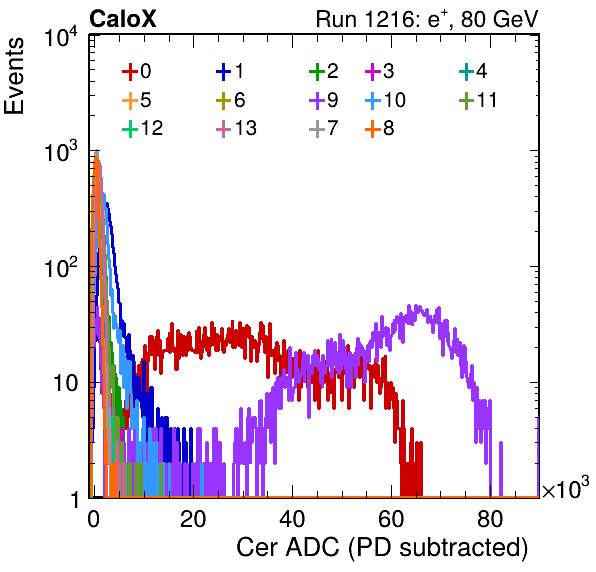 CaloX Run 1216: e⁺, 80 GeV
Events
10⁴
0 1 2 3 4
5 6 9 10 11
12 13 7 8
10³
10²
10
1
0 20 40 60 80 ×10³
Cer ADC (PD subtracted)